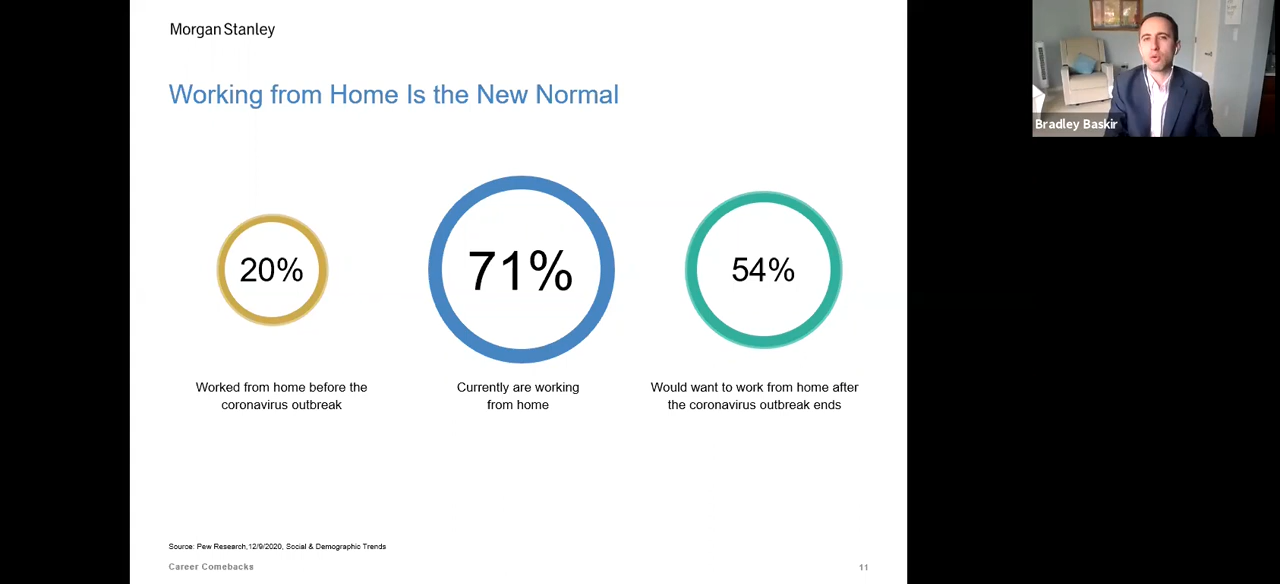 Morgan Stanley
Working from Home Is the New Normal
20%
71%
54%
Worked from home before the
coronavirus outbreak
Currently are working
from home
Would want to work from home after
the coronavirus outbreak ends
Source: Pew Research,12/9/2020, Social & Demographic Trends
Career Comebacks
11
Bradley Baskir